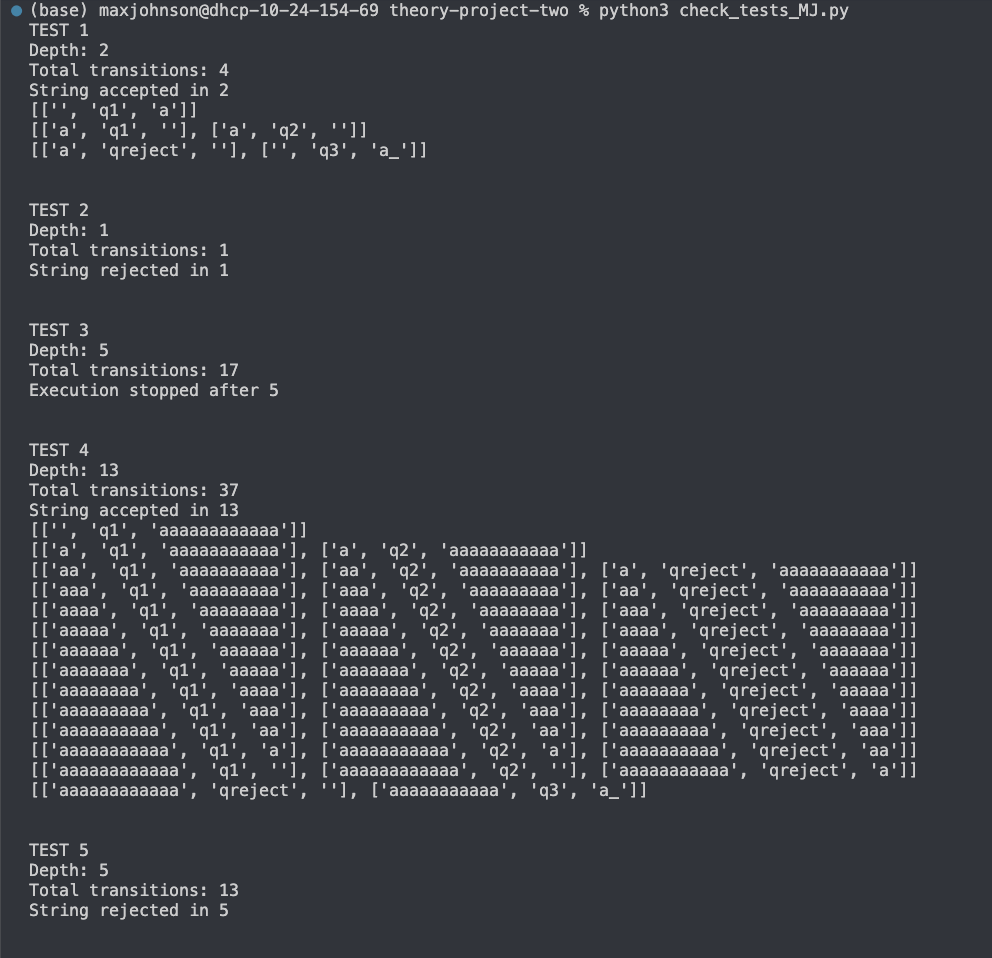 (base) maxjohnson@dhcp-10-24-154-69 theory-project-two % python3 check_tests_MJ.py
TEST 1
Depth: 2
Total transitions: 4
String accepted in 2
[['', 'q1', 'a']]
[['a', 'q1', ''], ['a', 'q2', '']]
[['a', 'qreject', ''], ['', 'q3', 'a_']]
TEST 2
Depth: 1
Total transitions: 1
String rejected in 1
TEST 3
Depth: 5
Total transitions: 17
Execution stopped after 5
TEST 4
Depth: 13
Total transitions: 37
String accepted in 13
[['', 'q1', 'aaaaaaaaaaaa']]
[['a', 'q1', 'aaaaaaaaaaa'], ['a', 'q2', 'aaaaaaaaaaa']]
[['aa', 'q1', 'aaaaaaaaaa'], ['aa', 'q2', 'aaaaaaaaaa'], ['a', 'qreject', 'aaaaaaaaaaa']]
[['aaa', 'q1', 'aaaaaaaaa'], ['aaa', 'q2', 'aaaaaaaaa'], ['aa', 'qreject', 'aaaaaaaaaa']]
[['aaaa', 'q1', 'aaaaaaaa'], ['aaaa', 'q2', 'aaaaaaaa'], ['aaa', 'qreject', 'aaaaaaaaa']]
[['aaaaa', 'q1', 'aaaaaaa'], ['aaaaa', 'q2', 'aaaaaaa'], ['aaaa', 'qreject', 'aaaaaaaa']]
[['aaaaaa', 'q1', 'aaaaaa'], ['aaaaaa', 'q2', 'aaaaaa'], ['aaaaa', 'qreject', 'aaaaaaa']]
[['aaaaaaa', 'q1', 'aaaaa'], ['aaaaaaa', 'q2', 'aaaaa'], ['aaaaaa', 'qreject', 'aaaaaa']]
[['aaaaaaaa', 'q1', 'aaaa'], ['aaaaaaaa', 'q2', 'aaaa'], ['aaaaaaa', 'qreject', 'aaaaa']]
[['aaaaaaaaa', 'q1', 'aaa'], ['aaaaaaaaa', 'q2', 'aaa'], ['aaaaaaaa', 'qreject', 'aaaa']]
[['aaaaaaaaaa', 'q1', 'aa'], ['aaaaaaaaaa', 'q2', 'aa'], ['aaaaaaaaa', 'qreject', 'aaa']]
[['aaaaaaaaaaa', 'q1', 'a'], ['aaaaaaaaaaa', 'q2', 'a'], ['aaaaaaaaaa', 'qreject', 'aa']]
[['aaaaaaaaaaaa', 'q1', ''], ['aaaaaaaaaaaa', 'q2', ''], ['aaaaaaaaaaa', 'qreject', 'a']]
[['aaaaaaaaaaaa', 'qreject', ''], ['aaaaaaaaaaa', 'q3', 'a_']]
TEST 5
Depth: 5
Total transitions: 13
String rejected in 5